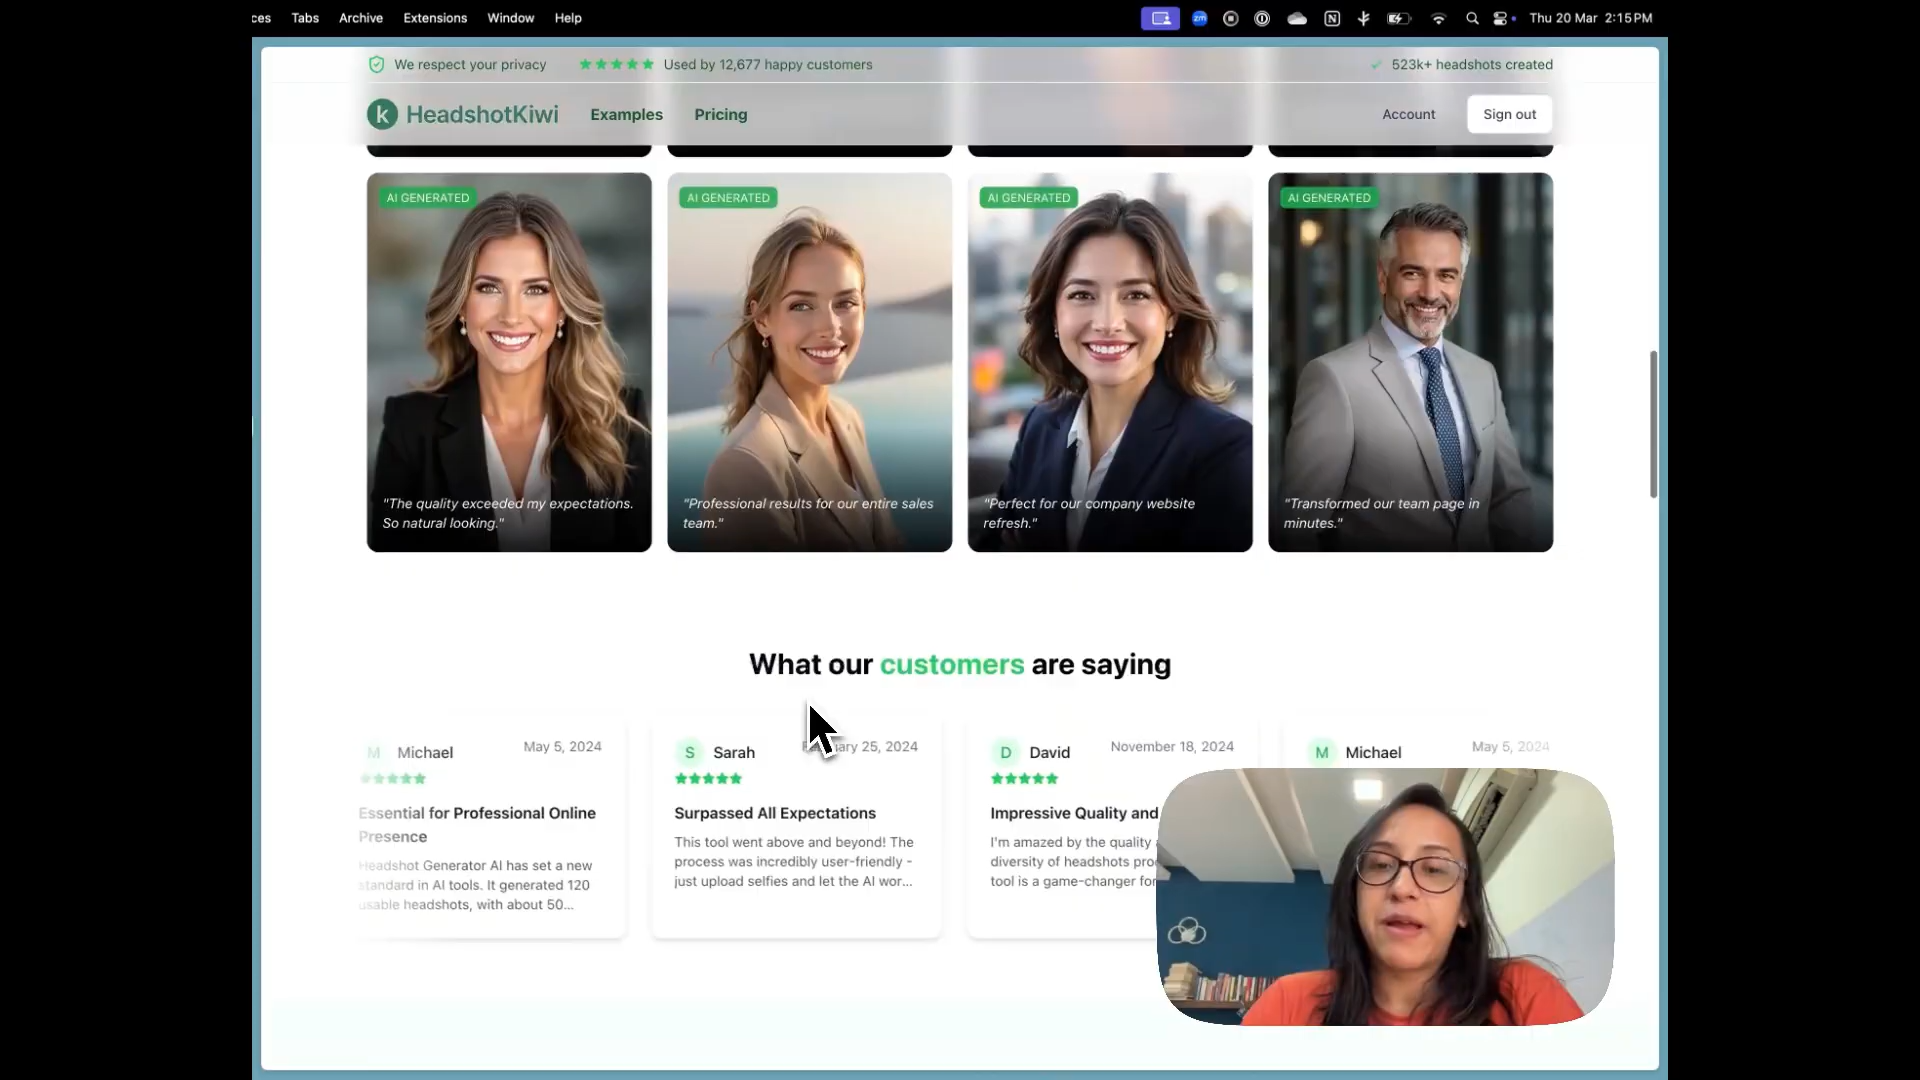 ces Tabs Archive Extensions Window Help
zm
N
Thu 20 Mar 2:15 PM
We respect your privacy
Used by 12,677 happy customers
523k+ headshots created
k HeadshotKiwi
Examples
Pricing
Account
Sign out
AI GENERATED
"The quality exceeded my expectations.
So natural looking."
AI GENERATED
"Professional results for our entire sales
team."
AI GENERATED
"Perfect for our company website
refresh."
AI GENERATED
"Transformed our team page in
minutes."
What our customers are saying
M Michael
May 5, 2024
Essential for Professional Online
Presence
Headshot Generator AI has set a new
standard in AI tools. It generated 120
usable headshots, with about 50...
S Sarah
ary 25, 2024
Surpassed All Expectations
This tool went above and beyond! The
process was incredibly user-friendly -
just upload selfies and let the AI wor...
D David
November 18, 2024
Impressive Quality and
I'm amazed by the quality
diversity of headshots pro
tool is a game-changer for
M Michael
May 5, 2024